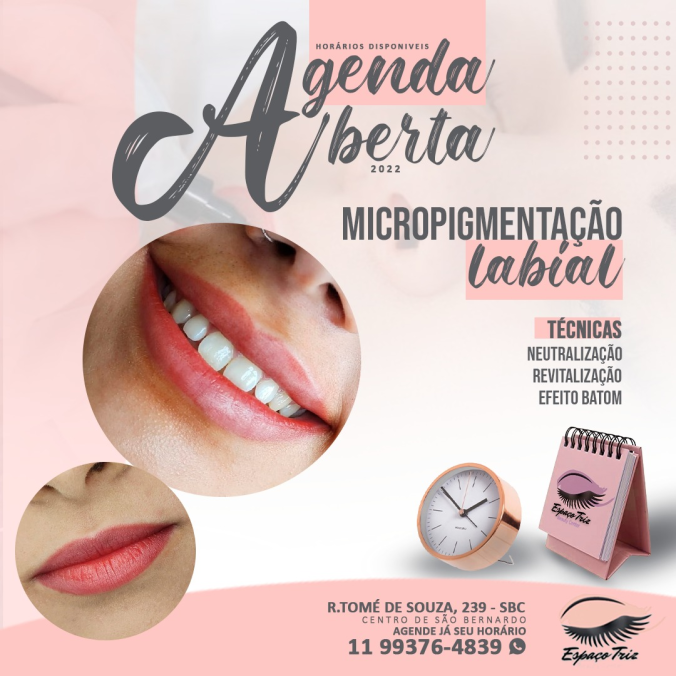 HORÁRIOS DISPONIVEIS
Agenda
Aberta
2022
MICROPIGMENTAÇÃO
labial
TÉCNICAS
NEUTRALIZAÇÃO
REVITALIZAÇÃO
EFEITO BATOM
Espaço Triz
R.TOMÉ DE SOUZA, 239 - SBC
CENTRO DE SÃO BERNARDO
AGENDE JÁ SEU HORÁRIO
11 99376-4839
Espaço Triz